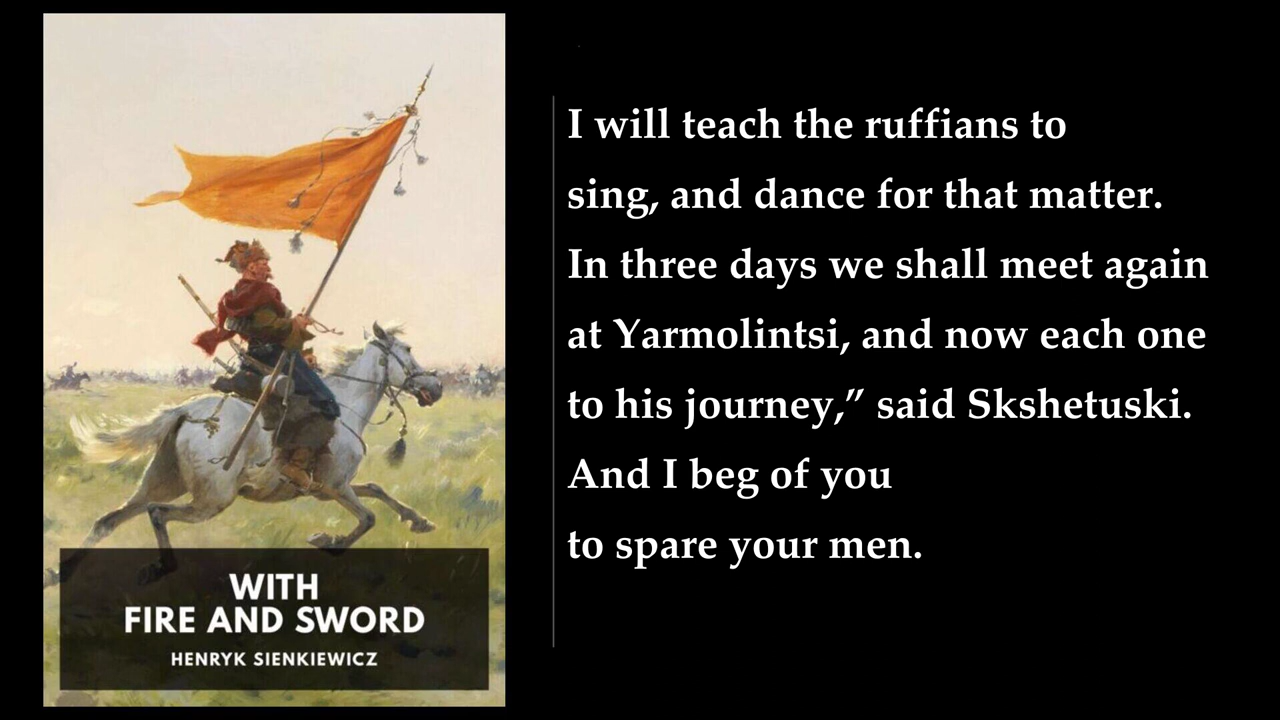 WITH
FIRE AND SWORD
HENRYK SIENKIEWICZ
I will teach the ruffians to
sing, and dance for that matter.
In three days we shall meet again
at Yarmolintsi, and now each one
to his journey,” said Skshetuski.
And I beg of you
to spare your men.